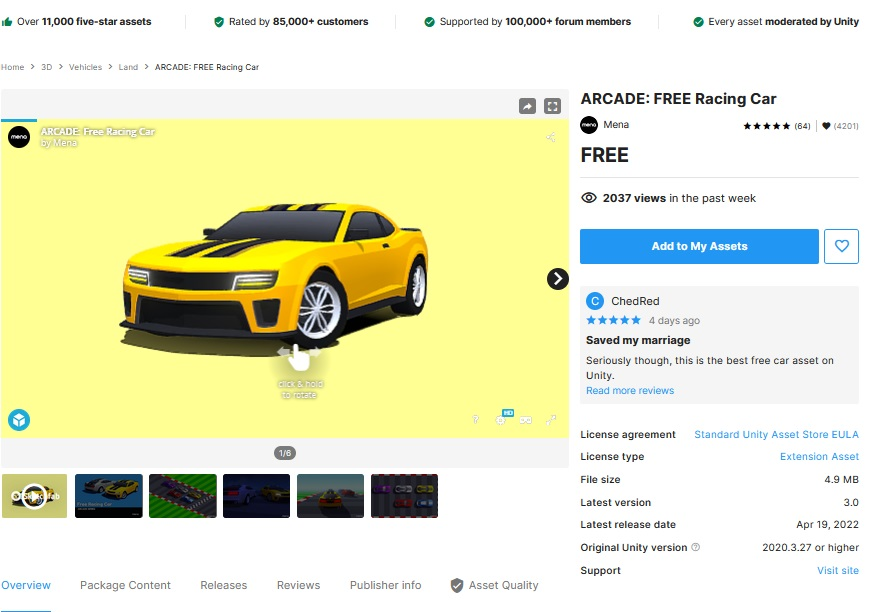 Over 11,000 five-star assets
Rated by 85,000+ customers
Supported by 100,000+ forum members
Every asset moderated by Unity
Home > 3D > Vehicles > Land > ARCADE: FREE Racing Car
mena
ARCADE: Free Racing Car
by Mena
click & hold
to rotate
?
HD
1/6
Free Racing Car
Overview
Package Content
Releases
Reviews
Publisher info
Asset Quality
ARCADE: FREE Racing Car
mena
Mena
(64)
(4201)
FREE
2037 views in the past week
Add to My Assets
C
ChedRed
4 days ago
Saved my marriage
Seriously though, this is the best free car asset on
Unity.
Read more reviews
License agreement Standard Unity Asset Store EULA
License type Extension Asset
File size 4.9 MB
Latest version 3.0
Latest release date Apr 19, 2022
Original Unity version ? 2020.3.27 or higher
Support Visit site